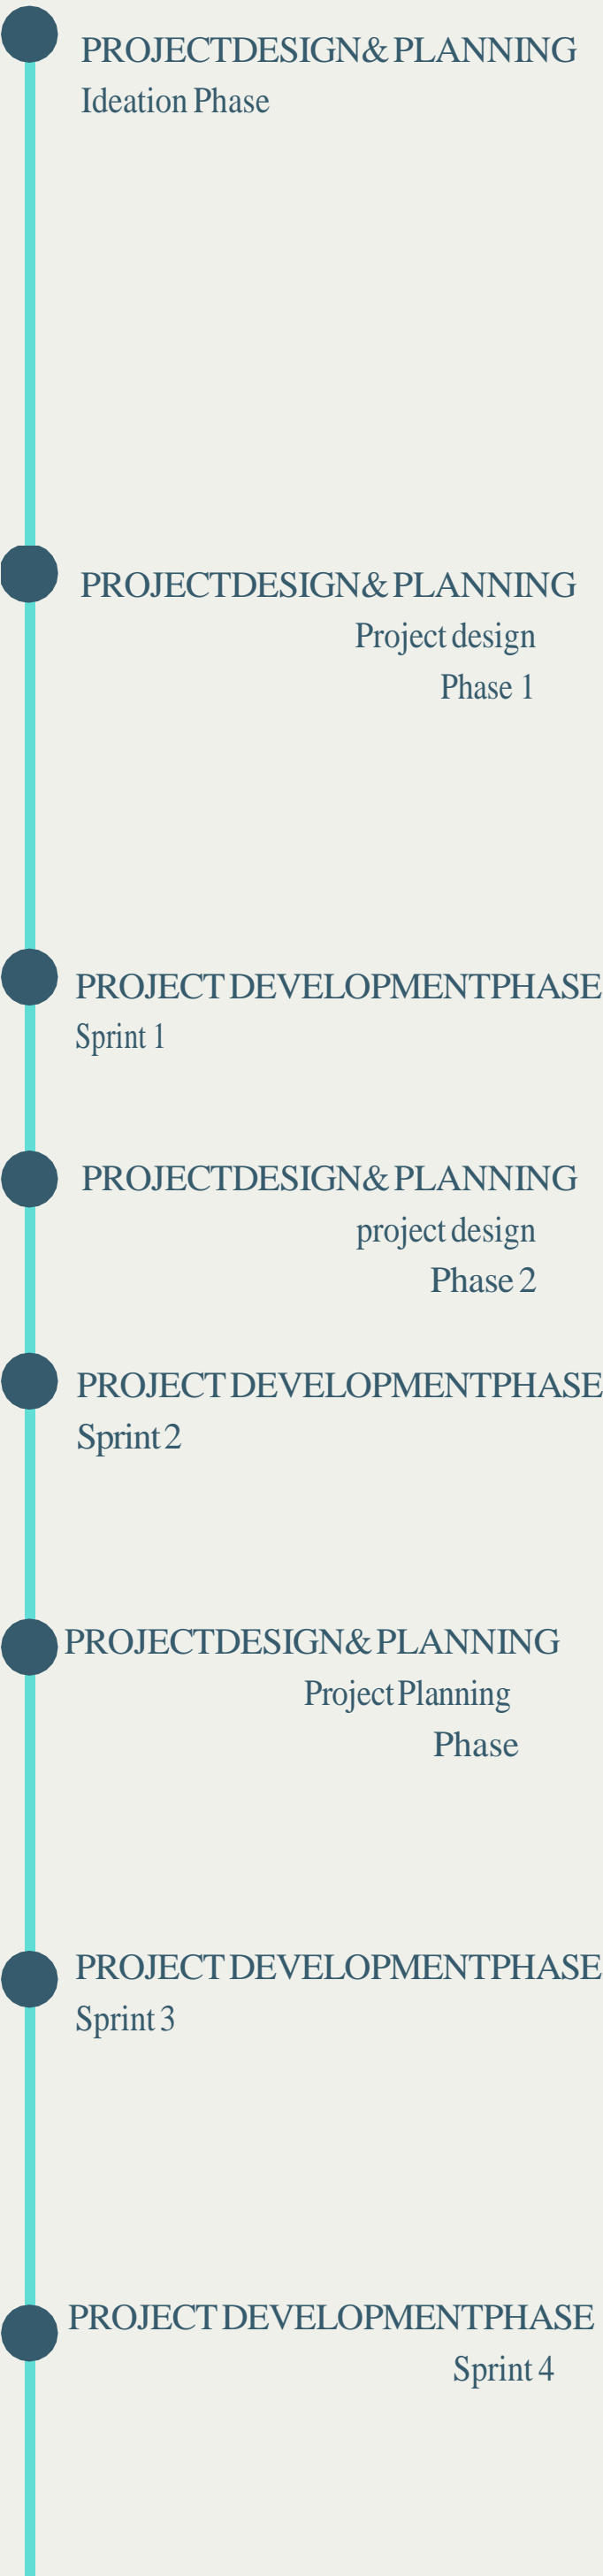 PROJECTDESIGN& PLANNING
Ideation Phase
PROJECTDESIGN& PLANNING
Project design
Phase 1
PROJECT DEVELOPMENTPHASE
Sprint 1
PROJECTDESIGN& PLANNING
project design
Phase 2
PROJECT DEVELOPMENTPHASE
Sprint 2
PROJECTDESIGN& PLANNING
Project Planning
Phase
PROJECT DEVELOPMENTPHASE
Sprint 3
PROJECT DEVELOPMENTPHASE
Sprint 4